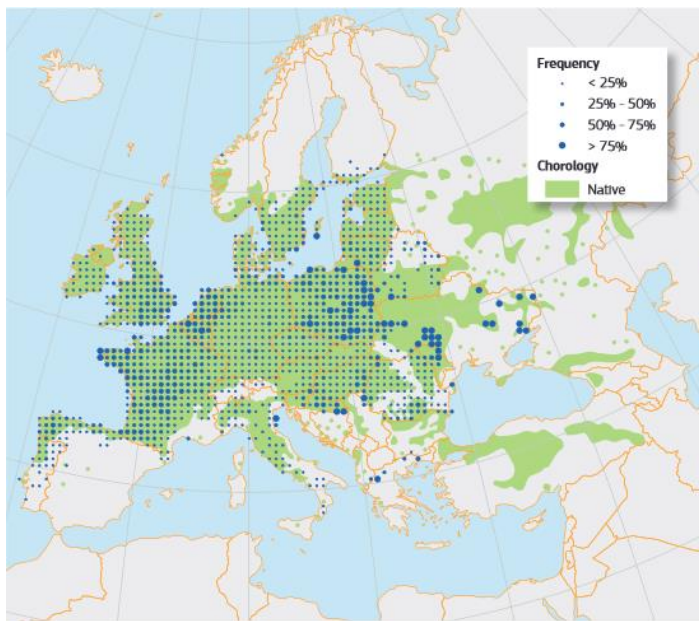 Frequency
< 25%
25% - 50%
50% - 75%
> 75%
Chorology
Native